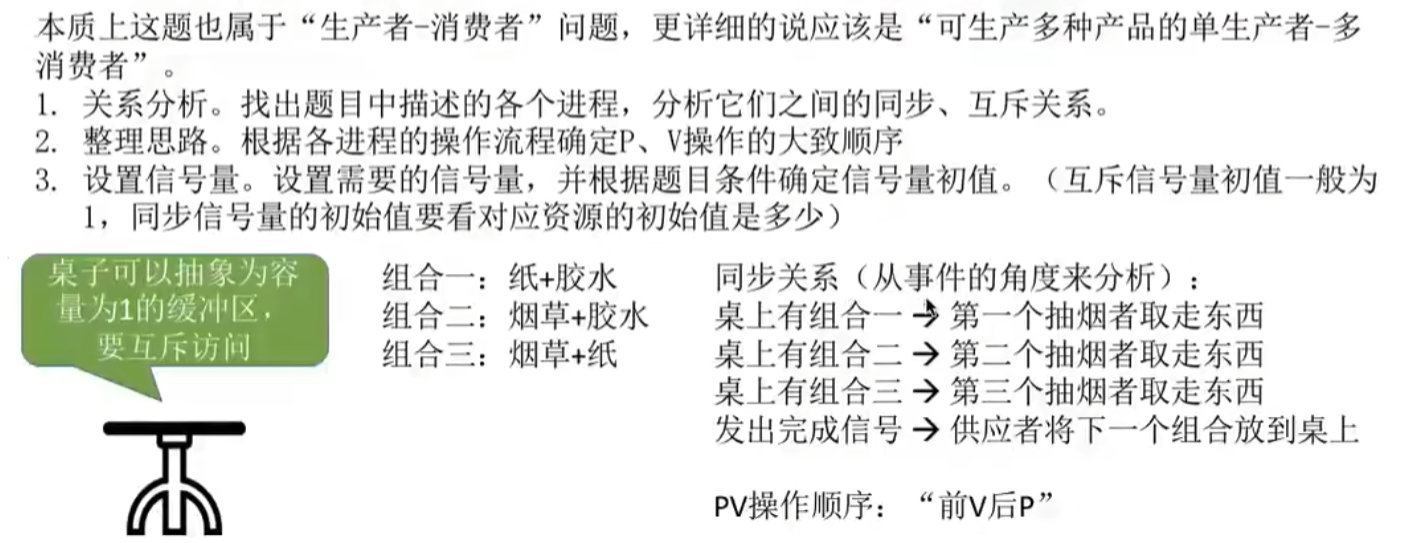 本质上这题也属于“生产者-消费者”问题，更详细的说应该是“可生产多种产品的单生产者-多
消费者”。
1. 关系分析。找出题目中描述的各个进程，分析它们之间的同步、互斥关系。
2. 整理思路。根据各进程的操作流程确定P、V操作的大致顺序
3. 设置信号量。设置需要的信号量，并根据题目条件确定信号量初值。（互斥信号量初值一般为
1，同步信号量的初始值要看对应资源的初始值是多少）
桌子可以抽象为容
量为1的缓冲区，
要互斥访问
组合一：纸+胶水
组合二：烟草+胶水
组合三：烟草+纸
同步关系（从事件的角度来分析）：
桌上有组合一 → 第一个抽烟者取走东西
桌上有组合二 → 第二个抽烟者取走东西
桌上有组合三 → 第三个抽烟者取走东西
发出完成信号 → 供应者将下一个组合放到桌上
PV操作顺序：“前V后P”